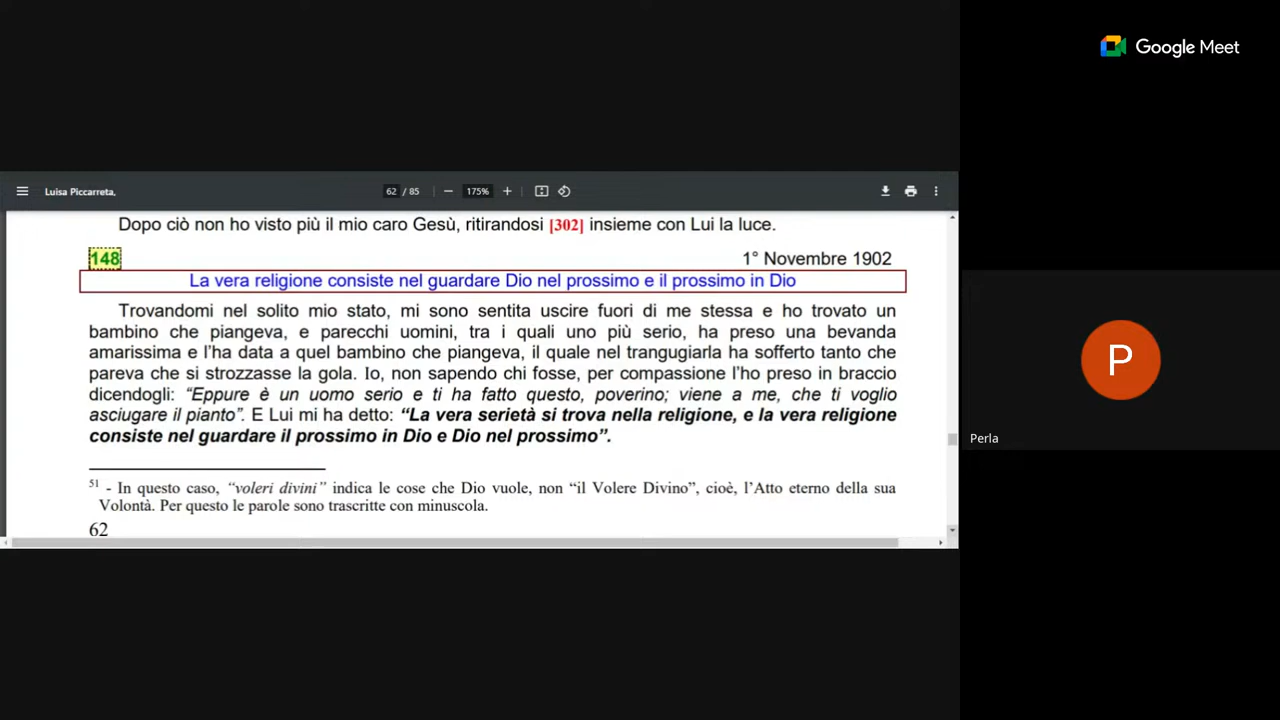 Google Meet
Luisa Piccarreta,
62 / 85
175%
Dopo ciò non ho visto più il mio caro Gesù, ritirandosi [302] insieme con Lui la luce.
148
1° Novembre 1902
La vera religione consiste nel guardare Dio nel prossimo e il prossimo in Dio
Trovandomi nel solito mio stato, mi sono sentita uscire fuori di me stessa e ho trovato un
bambino che piangeva, e parecchi uomini, tra i quali uno più serio, ha preso una bevanda
amarissima e l’ha data a quel bambino che piangeva, il quale nel trangugiarla ha sofferto tanto che
pareva che si strozzasse la gola. Io, non sapendo chi fosse, per compassione l’ho preso in braccio
dicendogli: “Eppure è un uomo serio e ti ha fatto questo, poverino; viene a me, che ti voglio
asciugare il pianto”. E Lui mi ha detto: “La vera serietà si trova nella religione, e la vera religione
consiste nel guardare il prossimo in Dio e Dio nel prossimo”.
51 - In questo caso, “voleri divini” indica le cose che Dio vuole, non “il Volere Divino”, cioè, l’Atto eterno della sua
Volontà. Per questo le parole sono trascritte con minuscola.
62
P
Perla